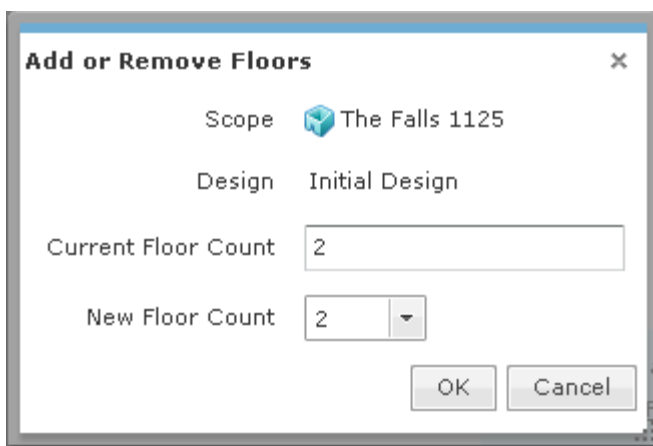 Add or Remove Floors
Scope The Falls 1125
Design Initial Design
Current Floor Count 2
New Floor Count 2
OK Cancel